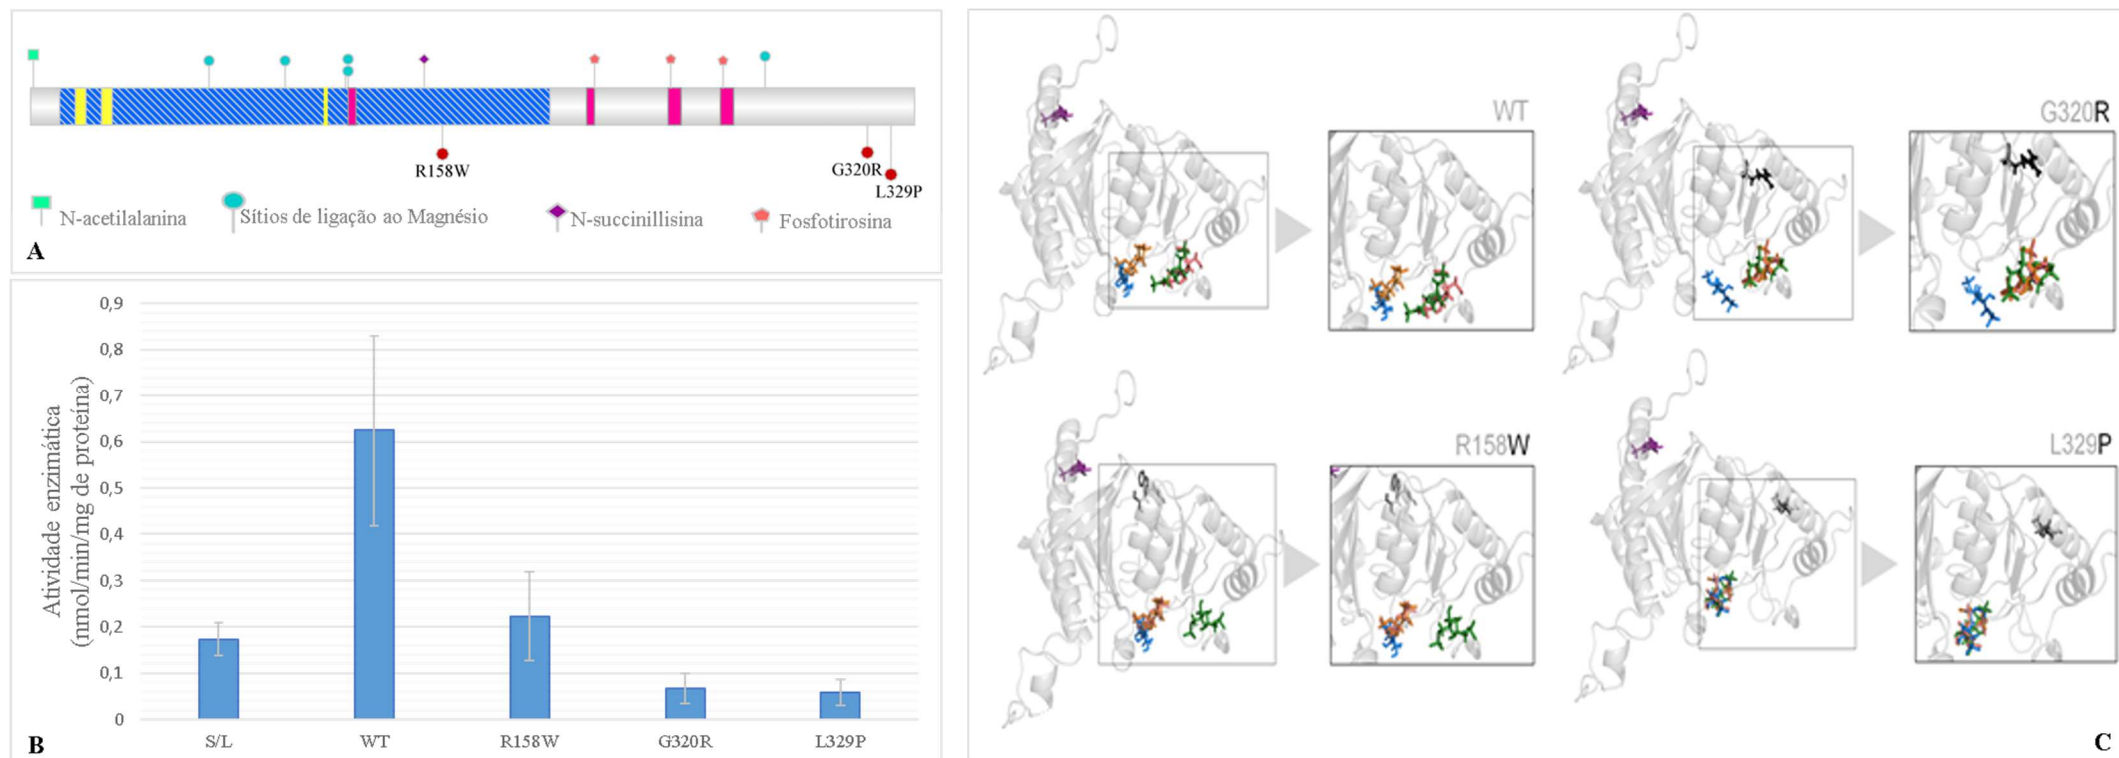 R158W
G320R
L329P
N-acetilalanina
Sítios de ligação ao Magnésio
N-succinillisina
Fosfotirosina
A
0,9
0,8
0,7
0,6
0,5
0,4
0,3
0,2
0,1
0
Atividade enzimática
(nmol/min/mg de proteína)
S/L
WT
R158W
G320R
L329P
B
WT
G320R
R158W
L329P
C